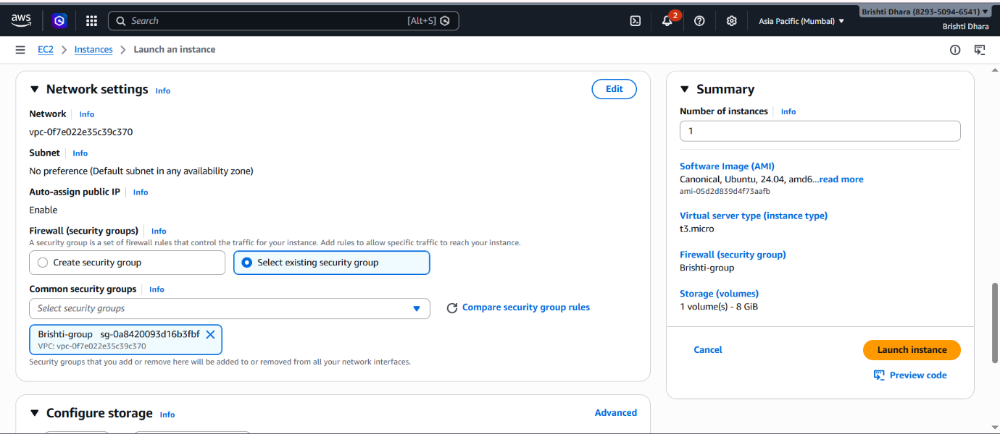 aws
Search
[Alt+S]
2
Asia Pacific (Mumbai)
Brishti Dhara (8293-5094-6541)
Brishti Dhara
EC2
Instances
Launch an instance
Network settings Info
Edit
Network Info
vpc-0f7e022e35c39c370
Subnet Info
No preference (Default subnet in any availability zone)
Auto-assign public IP Info
Enable
Firewall (security groups) Info
A security group is a set of firewall rules that control the traffic for your instance. Add rules to allow specific traffic to reach your instance.
Create security group
Select existing security group
Common security groups Info
Select security groups
Compare security group rules
Brishti-group sg-0a8420093d16b3fbf
VPC: vpc-0f7e022e35c39c370
Security groups that you add or remove here will be added to or removed from all your network interfaces.
Configure storage Info
Advanced
Summary
Number of instances Info
1
Software Image (AMI)
Canonical, Ubuntu, 24.04, amd6...read more
ami-05d2d839d4f73aafb
Virtual server type (instance type)
t3.micro
Firewall (security group)
Brishti-group
Storage (volumes)
1 volume(s) - 8 GiB
Cancel
Launch instance
Preview code